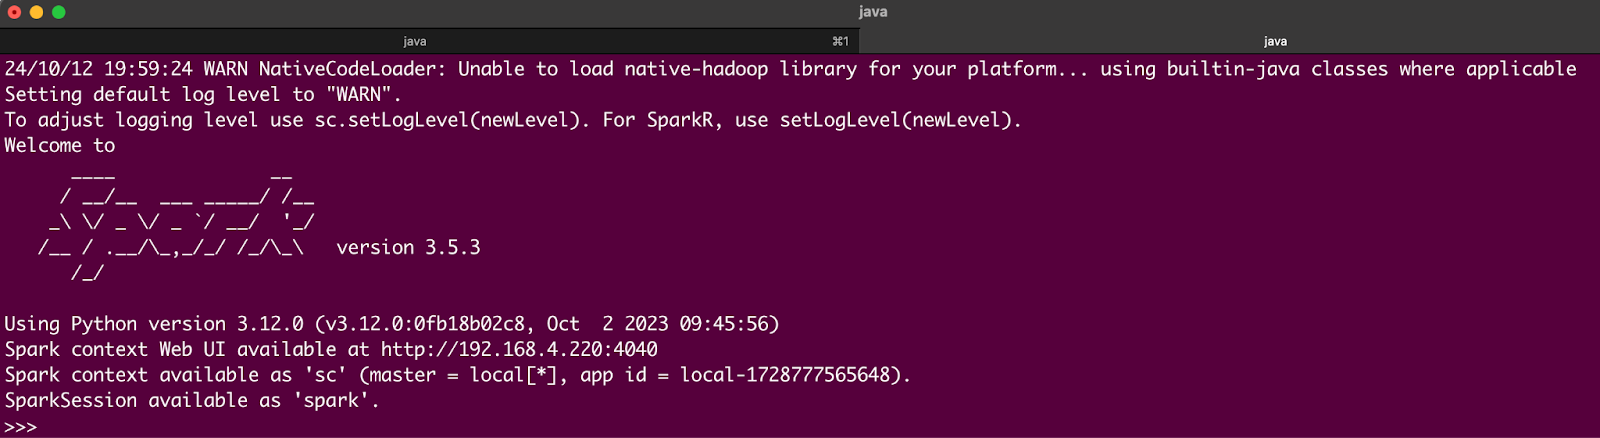 java
java ⌘1 java
24/10/12 19:59:24 WARN NativeCodeLoader: Unable to load native-hadoop library for your platform... using builtin-java classes where applicable
Setting default log level to "WARN".
To adjust logging level use sc.setLogLevel(newLevel). For SparkR, use setLogLevel(newLevel).
Welcome to
      ____              __
     / __/__  ___ _____/ /__
    _\ \/ _ \/ _ `/ __/  '_/
   /__ / .__/\_,_/_/ /_/\_\   version 3.5.3
      /_/
Using Python version 3.12.0 (v3.12.0:0fb18b02c8, Oct  2 2023 09:45:56)
Spark context Web UI available at http://192.168.4.220:4040
Spark context available as 'sc' (master = local[*], app id = local-1728777565648).
SparkSession available as 'spark'.
>>>